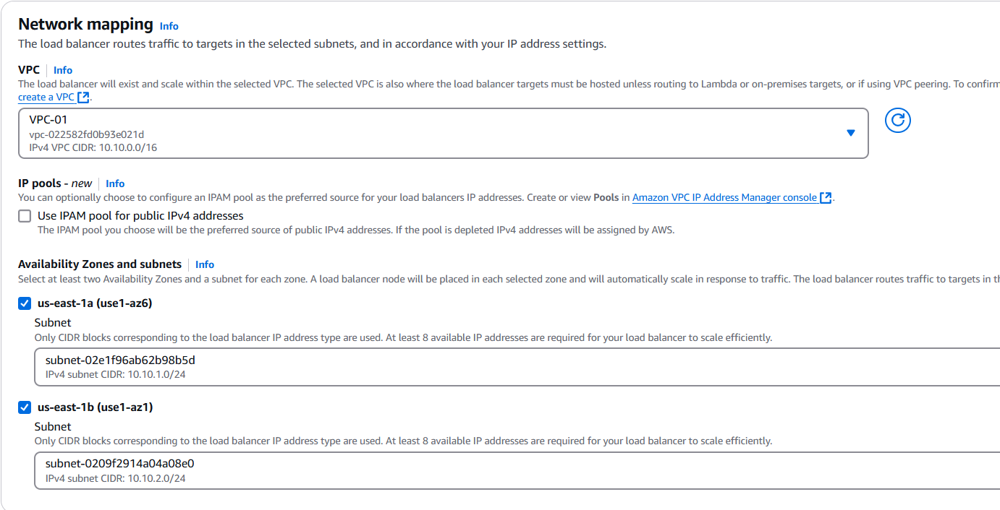 Network mapping Info
The load balancer routes traffic to targets in the selected subnets, and in accordance with your IP address settings.
VPC Info
The load balancer will exist and scale within the selected VPC. The selected VPC is also where the load balancer targets must be hosted unless routing to Lambda or on-premises targets, or if using VPC peering. To confirm
create a VPC.
VPC-01
vpc-022582fd0b93e021d
IPv4 VPC CIDR: 10.10.0.0/16
IP pools - new Info
You can optionally choose to configure an IPAM pool as the preferred source for your load balancers IP addresses. Create or view Pools in Amazon VPC IP Address Manager console.
Use IPAM pool for public IPv4 addresses
The IPAM pool you choose will be the preferred source of public IPv4 addresses. If the pool is depleted IPv4 addresses will be assigned by AWS.
Availability Zones and subnets Info
Select at least two Availability Zones and a subnet for each zone. A load balancer node will be placed in each selected zone and will automatically scale in response to traffic. The load balancer routes traffic to targets in
us-east-1a (use1-az6)
Subnet
Only CIDR blocks corresponding to the load balancer IP address type are used. At least 8 available IP addresses are required for your load balancer to scale efficiently.
subnet-02e1f96ab62b98b5d
IPv4 subnet CIDR: 10.10.1.0/24
us-east-1b (use1-az1)
Subnet
Only CIDR blocks corresponding to the load balancer IP address type are used. At least 8 available IP addresses are required for your load balancer to scale efficiently.
subnet-0209f2914a04a08e0
IPv4 subnet CIDR: 10.10.2.0/24